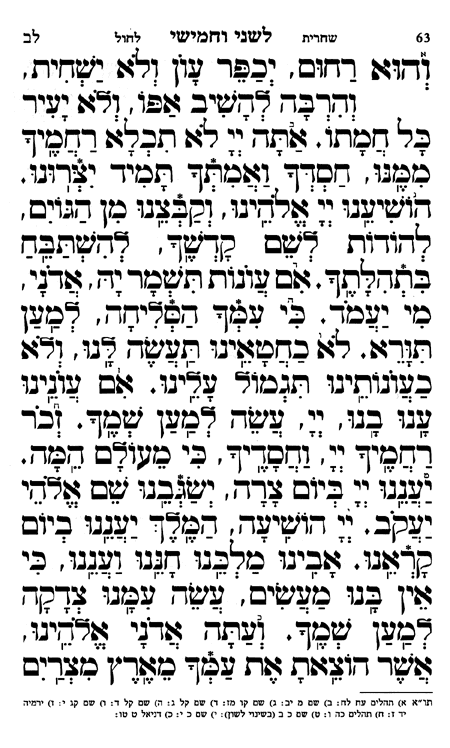 63 שחרית לשני וחמישי לחול לב
וְהוּא רַחוּם, יְכַפֵּר עָוֺן וְלֹא יַשְׁחִית,
וְהִרְבָּה לְהָשִׁיב אַפּוֹ, וְלֹא יָעִיר
כָּל חֲמָתוֹ. אַתָּה יְיָ לֹא תִכְלָא רַחֲמֶיךָ
מִמֶּנּוּ, חַסְדְּךָ וַאֲמִתְּךָ תָּמִיד יִצְּרוּנוּ.
הוֹשִׁיעֵנוּ יְיָ אֱלֹהֵינוּ, וְקַבְּצֵנוּ מִן הַגּוֹיִם,
לְהוֹדוֹת לְשֵׁם קָדְשֶׁךָ, לְהִשְׁתַּבֵּחַ
בִּתְהִלָּתֶךָ. אִם עֲוֺנוֹת תִּשְׁמָר יָהּ, אֲדֹנָי,
מִי יַעֲמֹד. כִּי עִמְּךָ הַסְּלִיחָה, לְמַעַן
תִּוָּרֵא. לֹא כַחֲטָאֵינוּ תַּעֲשֶׂה לָּנוּ, וְלֹא
כַעֲוֺנוֹתֵינוּ תִּגְמוֹל עָלֵינוּ. אִם עֲוֺנֵינוּ
עָנוּ בָנוּ, יְיָ, עֲשֵׂה לְמַעַן שְׁמֶךָ. זְכֹר
רַחֲמֶיךָ יְיָ, וַחֲסָדֶיךָ, כִּי מֵעוֹלָם הֵמָּה.
יַעֲנֵנוּ יְיָ בְּיוֹם צָרָה, יְשַׂגְּבֵנוּ שֵׁם אֱלֹהֵי
יַעֲקֹב. יְיָ הוֹשִׁיעָה, הַמֶּלֶךְ יַעֲנֵנוּ בְיוֹם
קָרְאֵנוּ. אָבִינוּ מַלְכֵּנוּ חָנֵּנוּ וַעֲנֵנוּ, כִּי
אֵין בָּנוּ מַעֲשִׂים, עֲשֵׂה עִמָּנוּ צְדָקָה
לְמַעַן שְׁמֶךָ. וְעַתָּה אֲדֹנָי אֱלֹהֵינוּ,
אֲשֶׁר הוֹצֵאתָ אֶת עַמְּךָ מֵאֶרֶץ מִצְרַיִם
תו"א א) תהלים עח לח: ב) שם מ יב: ג) שם קו מז: ד) שם קל ג: ה) שם קל ד: ו) שם קג י: ז) ירמיה
יד ז: ח) תהלים כה ו: ט) שם כ ב (בשינוי לשון): י) שם כ י: כ) דניאל ט טו: